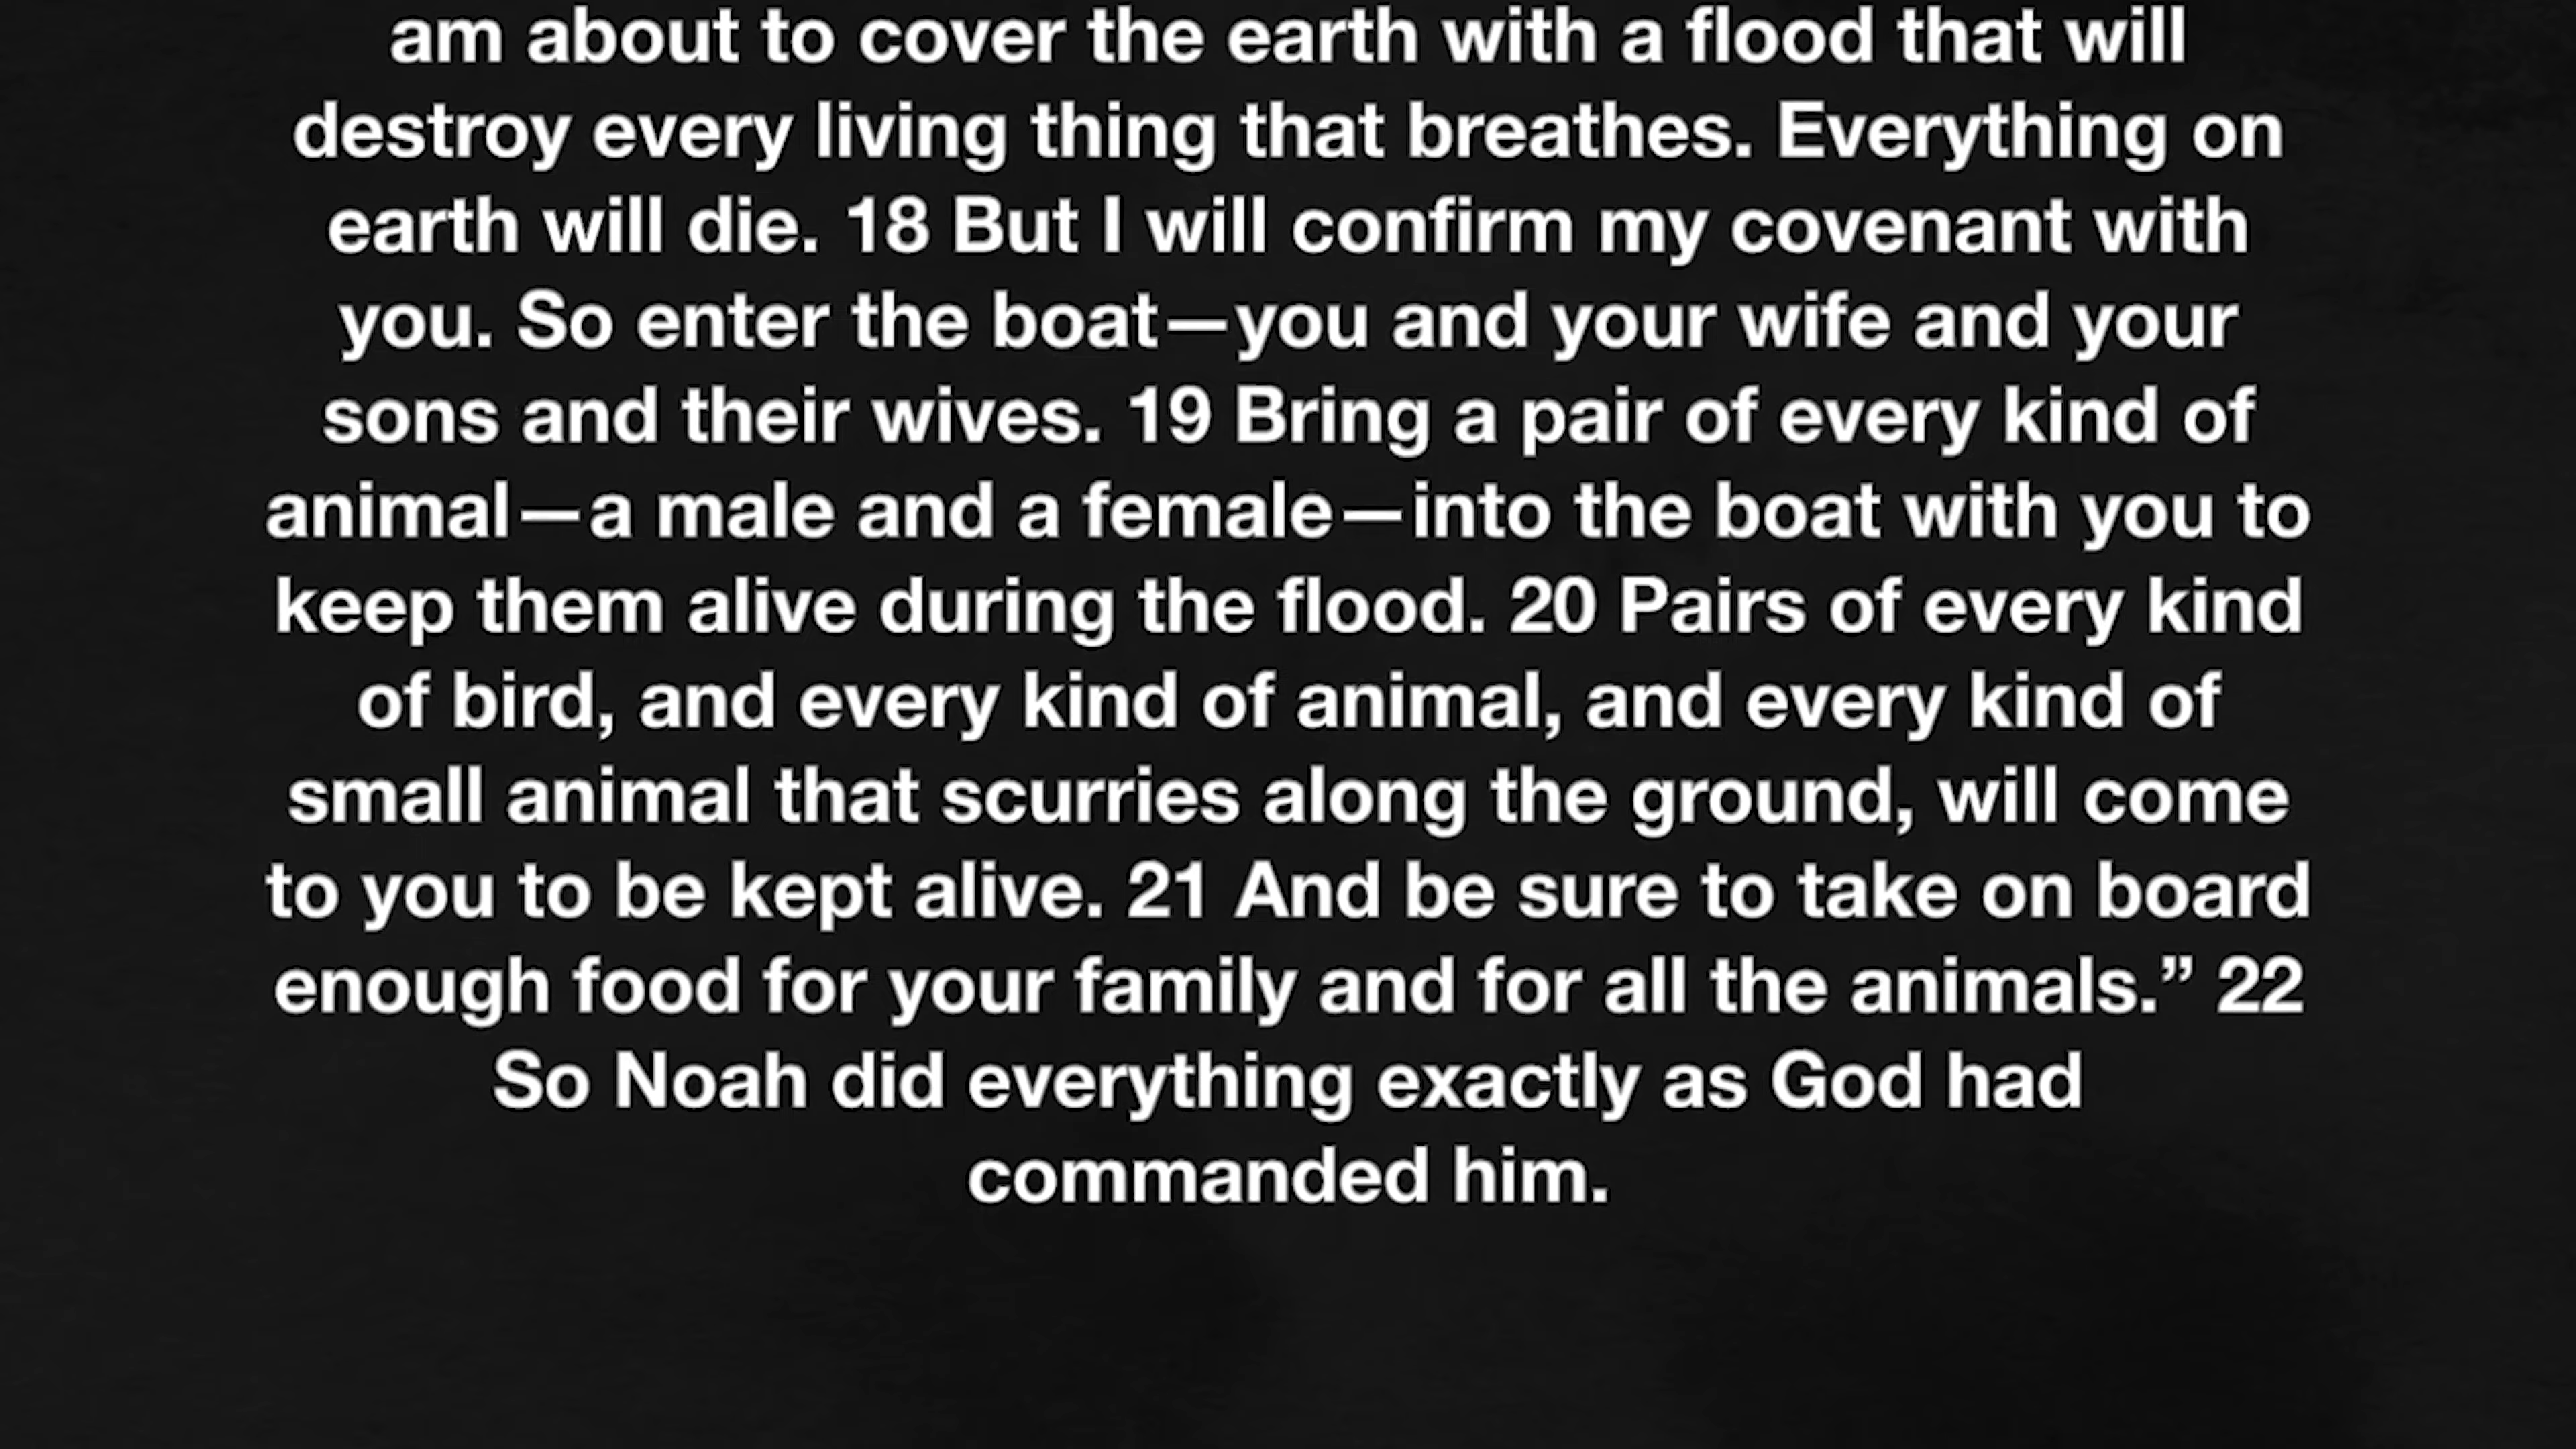 am about to cover the earth with a flood that will
destroy every living thing that breathes. Everything on
earth will die. 18 But I will confirm my covenant with
you. So enter the boat—you and your wife and your
sons and their wives. 19 Bring a pair of every kind of
animal—a male and a female—into the boat with you to
keep them alive during the flood. 20 Pairs of every kind
of bird, and every kind of animal, and every kind of
small animal that scurries along the ground, will come
to you to be kept alive. 21 And be sure to take on board
enough food for your family and for all the animals.” 22
So Noah did everything exactly as God had
commanded him.